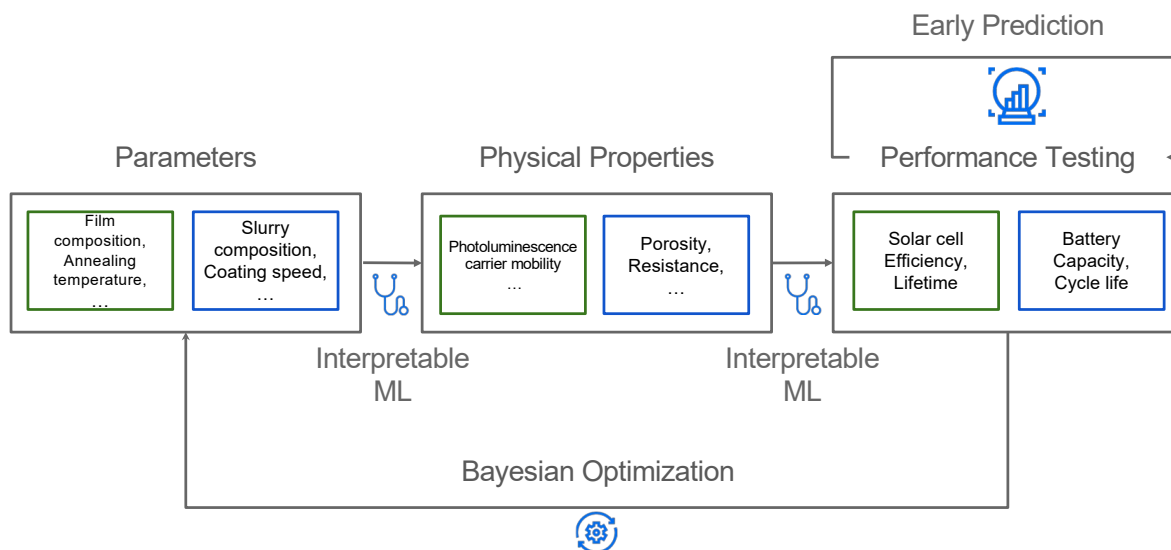 Early Prediction
Parameters
Physical Properties
Performance Testing
Film
composition,
Annealing
temperature,
…
Slurry
composition,
Coating speed,
…
Photoluminescence
carrier mobility
…
Porosity,
Resistance,
…
Solar cell
Efficiency,
Lifetime
Battery
Capacity,
Cycle life
Interpretable
ML
Interpretable
ML
Bayesian Optimization